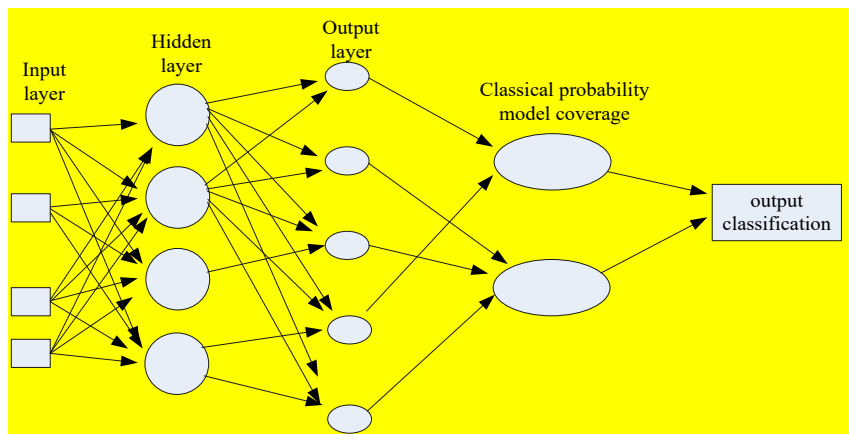 Input
layer
Hidden
layer
Output
layer
Classical probability
model coverage
output
classification